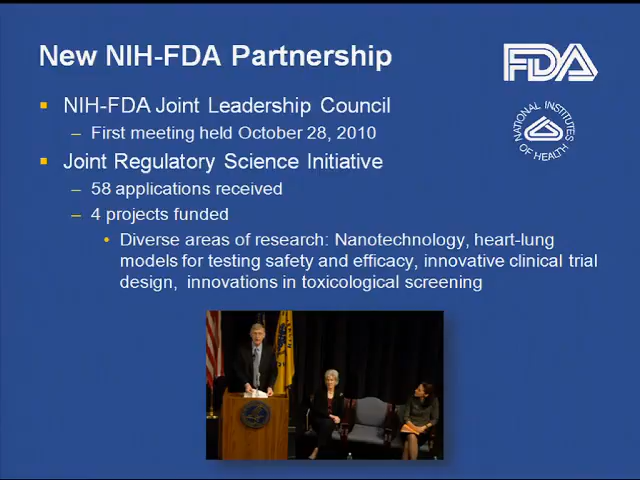 New NIH-FDA Partnership
FDA
NATIONAL INSTITUTES
OF HEALTH
▪ NIH-FDA Joint Leadership Council
– First meeting held October 28, 2010
▪ Joint Regulatory Science Initiative
– 58 applications received
– 4 projects funded
• Diverse areas of research: Nanotechnology, heart-lung
models for testing safety and efficacy, innovative clinical trial
design, innovations in toxicological screening